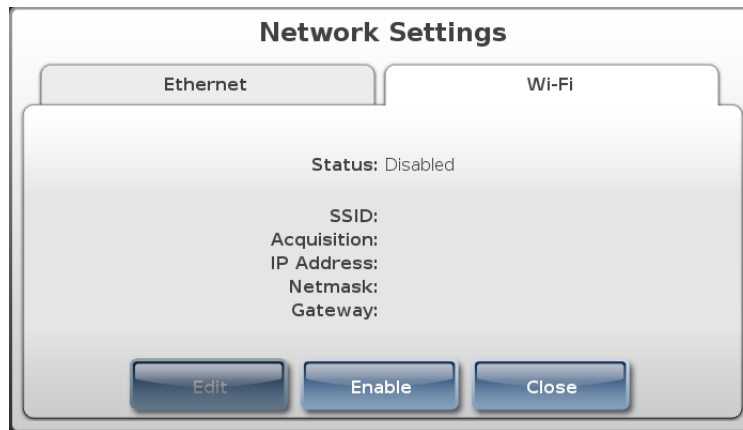 Network Settings
Ethernet Wi-Fi
Status: Disabled
SSID:
Acquisition:
IP Address:
Netmask:
Gateway:
Edit Enable Close